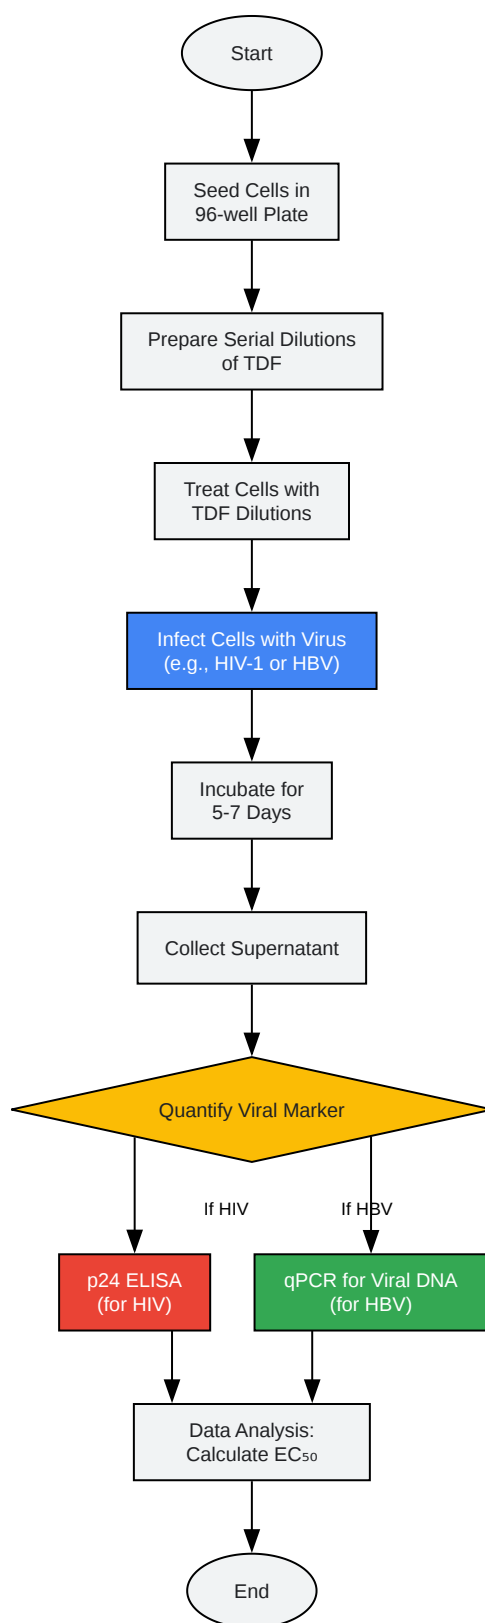 Start
Seed Cells in
96-well Plate
Prepare Serial Dilutions
of TDF
Treat Cells with
TDF Dilutions
Infect Cells with Virus
(e.g., HIV-1 or HBV)
Incubate for
5-7 Days
Collect Supernatant
Quantify Viral Marker
If HIV
If HBV
p24 ELISA
(for HIV)
qPCR for Viral DNA
(for HBV)
Data Analysis:
Calculate EC₅₀
End